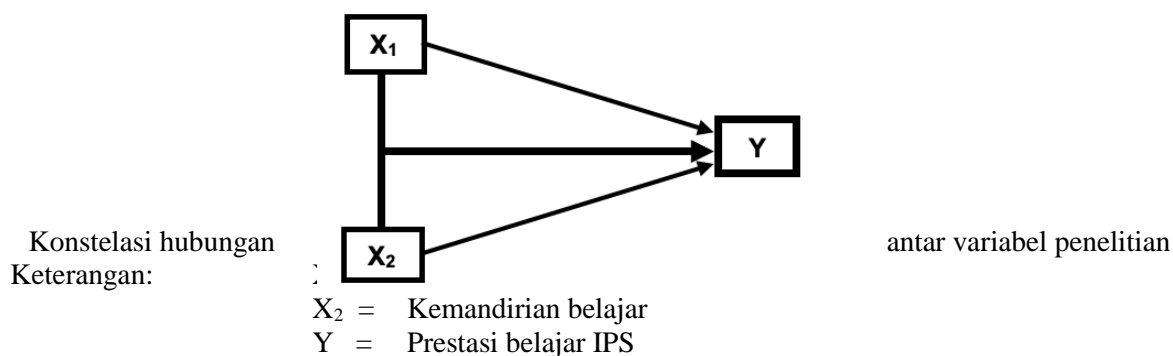 X₁
Y
X₂
Konstelasi hubungan antar variabel penelitian
Keterangan:
X₂ = Kemandirian belajar
Y = Prestasi belajar IPS